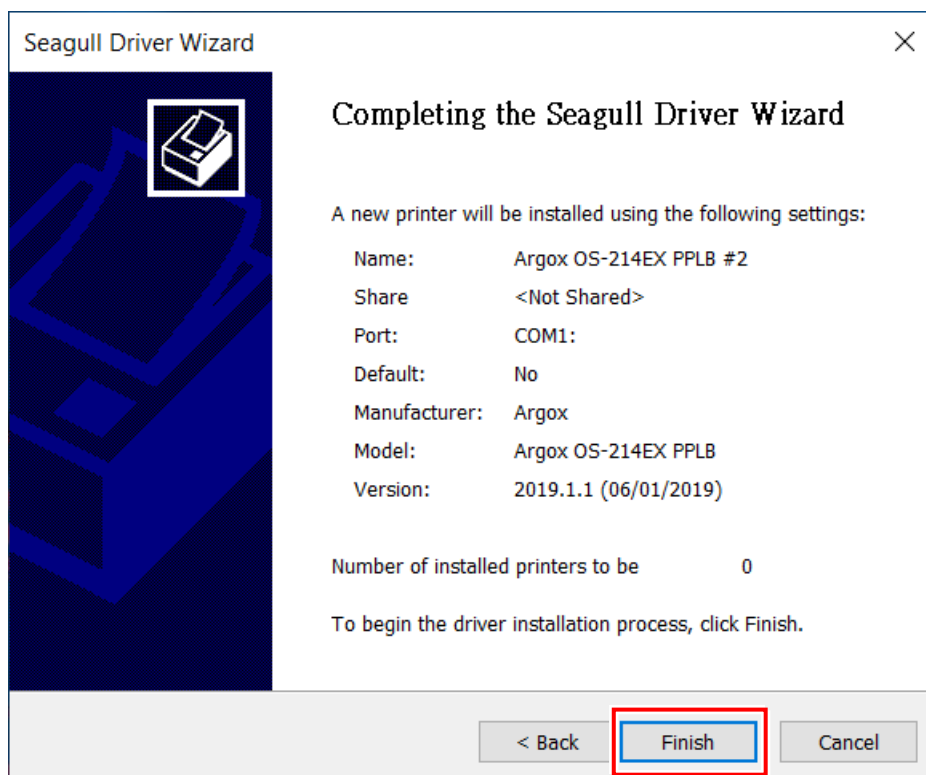 Seagull Driver Wizard
Completing the Seagull Driver Wizard
A new printer will be installed using the following settings:
Name: Argox OS-214EX PPLB #2
Share <Not Shared>
Port: COM1:
Default: No
Manufacturer: Argox
Model: Argox OS-214EX PPLB
Version: 2019.1.1 (06/01/2019)
Number of installed printers to be 0
To begin the driver installation process, click Finish.
< Back Finish Cancel